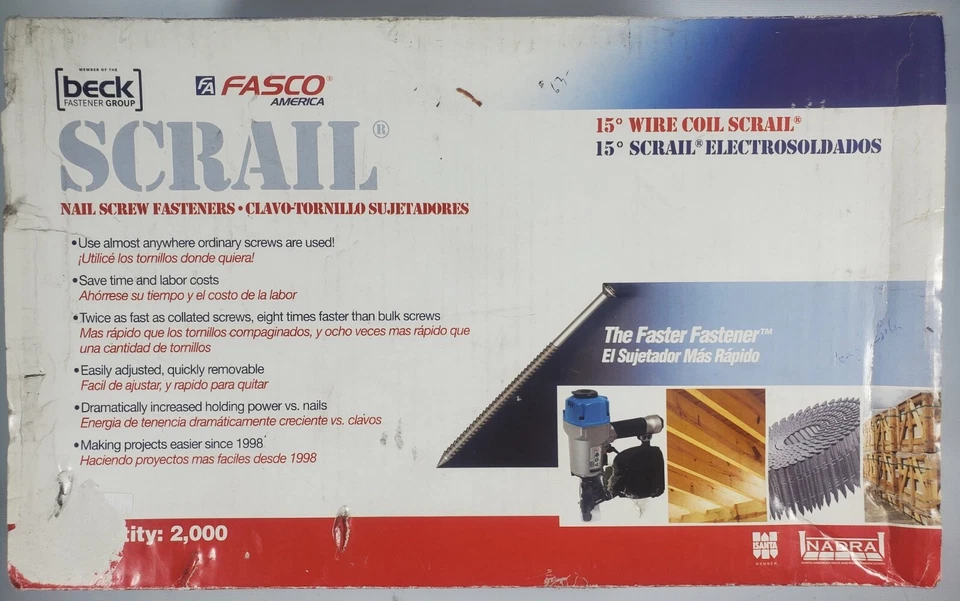 MEMBER OF THE
beck
FASTENER GROUP
FA FASCO®
AMERICA
SCRAIL®
NAIL SCREW FASTENERS • CLAVO-TORNILLO SUJETADORES
15° WIRE COIL SCRAIL®
15° SCRAIL® ELECTROSOLDADOS
•Use almost anywhere ordinary screws are used!
¡Utilicé los tornillos donde quiera!
•Save time and labor costs
Ahórrese su tiempo y el costo de la labor
•Twice as fast as collated screws, eight times faster than bulk screws
Mas rápido que los tornillos compaginados, y ocho veces mas rápido que
una cantidad de tornillos
•Easily adjusted, quickly removable
Facil de ajustar, y rapido para quitar
•Dramatically increased holding power vs. nails
Energia de tenencia dramáticamente creciente vs. clavos
•Making projects easier since 1998
Haciendo proyectos mas faciles desde 1998
The Faster Fastener™
El Sujetador Más Rápido
tity: 2,000
ISANTA
MEMBER
NADRA